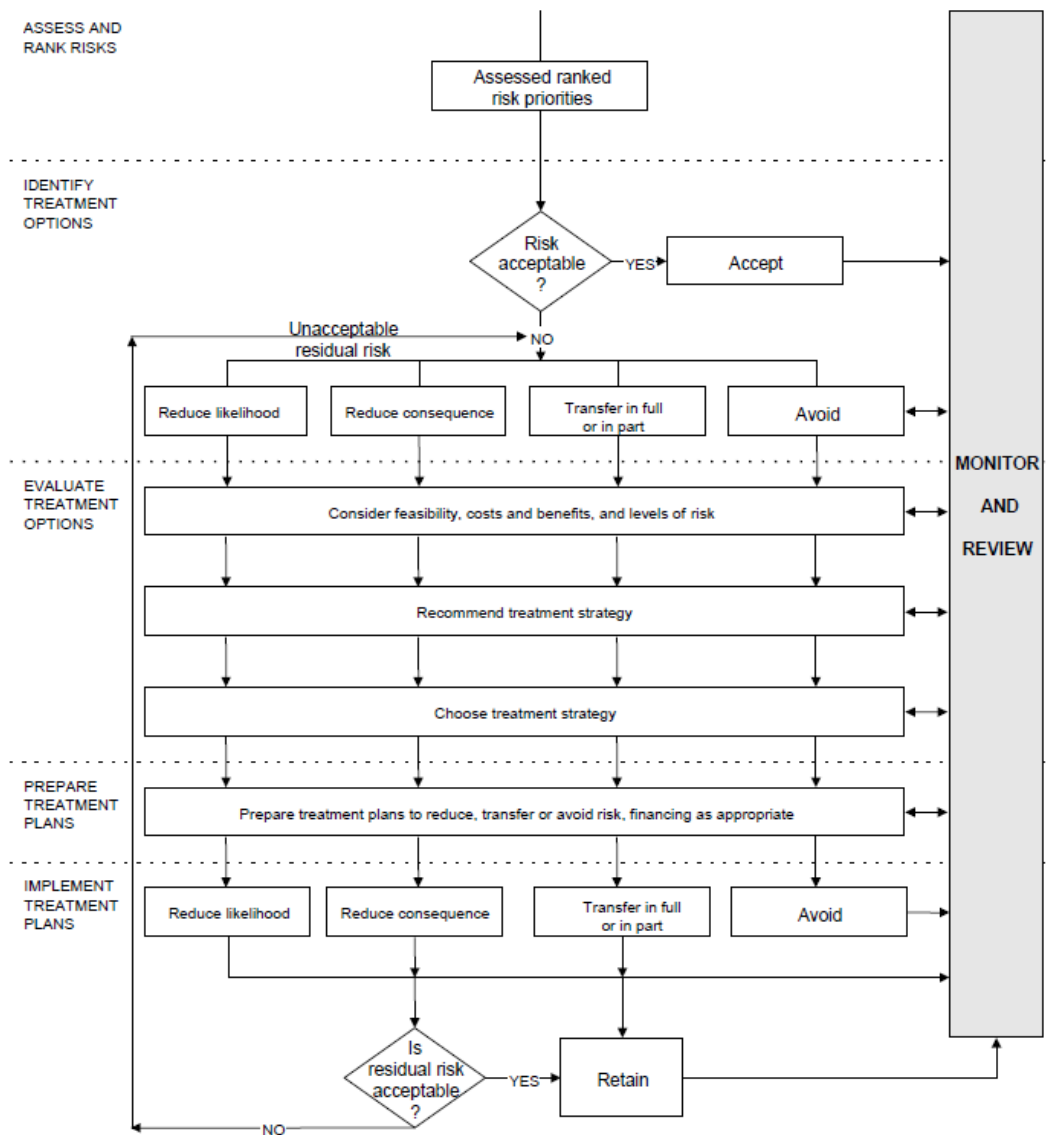 ASSESS AND
RANK RISKS
Assessed ranked
risk priorities
IDENTIFY
TREATMENT
OPTIONS
Risk
acceptable
?
YES
Accept
Unacceptable
residual risk
NO
Reduce likelihood
Reduce consequence
Transfer in full
or in part
Avoid
MONITOR
AND
REVIEW
EVALUATE
TREATMENT
OPTIONS
Consider feasibility, costs and benefits, and levels of risk
Recommend treatment strategy
Choose treatment strategy
PREPARE
TREATMENT
PLANS
Prepare treatment plans to reduce, transfer or avoid risk, financing as appropriate
IMPLEMENT
TREATMENT
PLANS
Reduce likelihood
Reduce consequence
Transfer in full
or in part
Avoid
Is
residual risk
acceptable
?
YES
Retain
NO